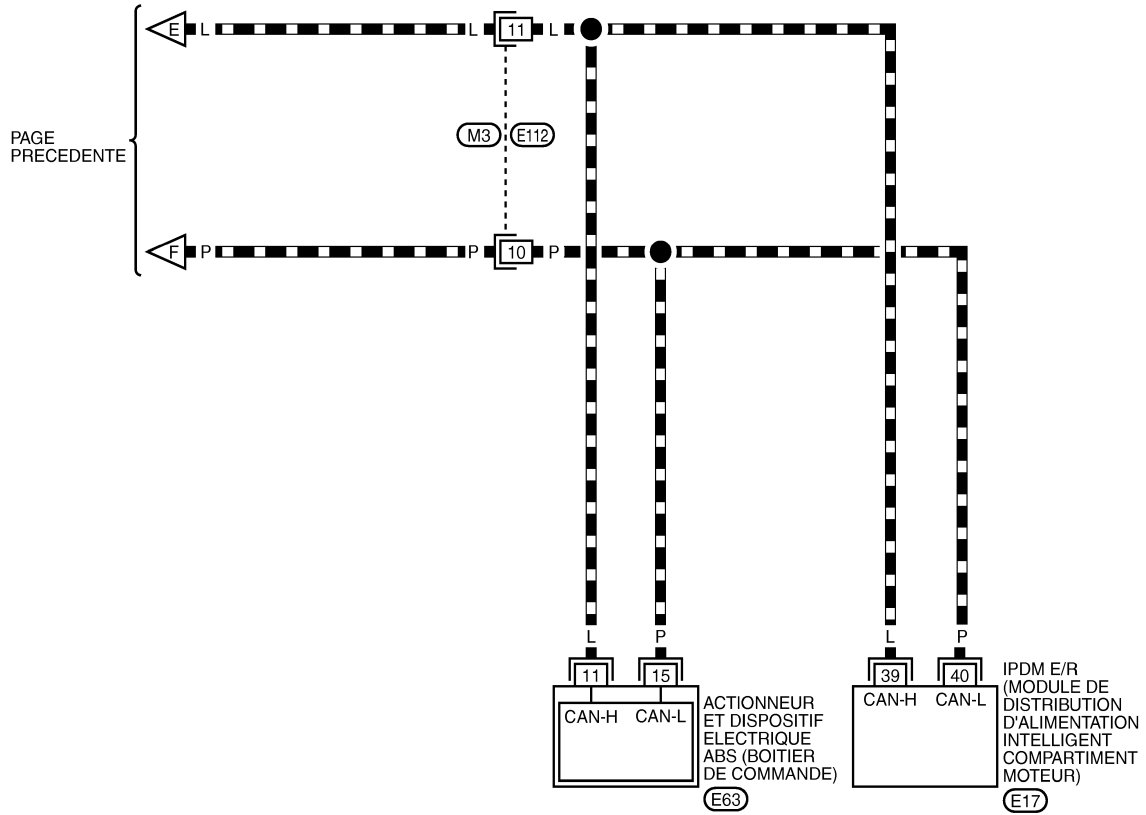 E L L 11 L
PAGE
PRECEDENTE
M3 E112
F P P 10 P
L P L P
11 15 39 40
CAN-H CAN-L
CAN-H CAN-L
ACTIONNEUR
ET DISPOSITIF
ELECTRIQUE
ABS (BOITIER
DE COMMANDE)
E63
IPDM E/R
(MODULE DE
DISTRIBUTION
D'ALIMENTATION
INTELLIGENT
COMPARTIMENT
MOTEUR)
E17